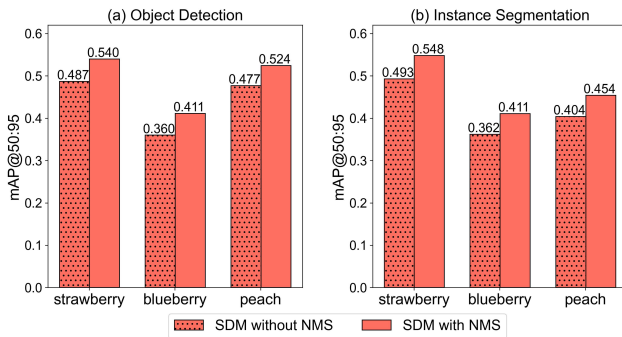 (a) Object Detection
mAP@50:95
0.6
0.5
0.4
0.3
0.2
0.1
0.0
0.487
0.540
0.360
0.411
0.477
0.524
strawberry
blueberry
peach
(b) Instance Segmentation
mAP@50:95
0.6
0.5
0.4
0.3
0.2
0.1
0.0
0.493
0.548
0.362
0.411
0.404
0.454
strawberry
blueberry
peach
SDM without NMS
SDM with NMS